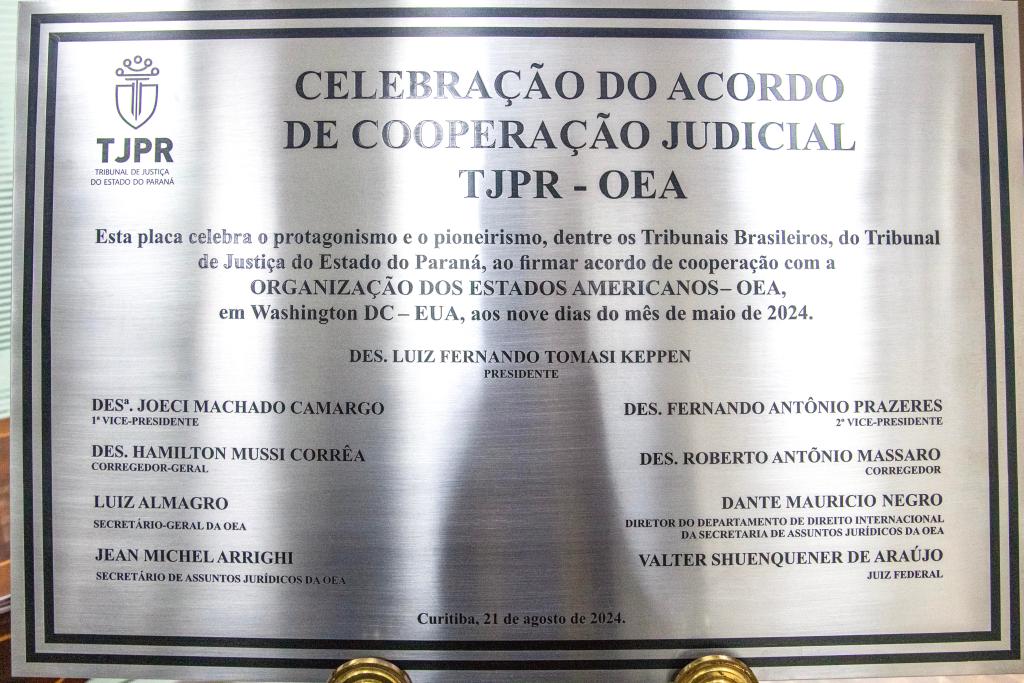 TJPR
TRIBUNAL DE JUSTIÇA
DO ESTADO DO PARANÁ
CELEBRAÇÃO DO ACORDO
DE COOPERAÇÃO JUDICIAL
TJPR - OEA
Esta placa celebra o protagonismo e o pioneirismo, dentre os Tribunais Brasileiros, do Tribunal
de Justiça do Estado do Paraná, ao firmar acordo de cooperação com a
ORGANIZAÇÃO DOS ESTADOS AMERICANOS– OEA,
em Washington DC – EUA, aos nove dias do mês de maio de 2024.
DES. LUIZ FERNANDO TOMASI KEPPEN
PRESIDENTE
DESª. JOECI MACHADO CAMARGO
1ª VICE-PRESIDENTE
DES. FERNANDO ANTÔNIO PRAZERES
2º VICE-PRESIDENTE
DES. HAMILTON MUSSI CORRÊA
CORREGEDOR-GERAL
DES. ROBERTO ANTÕNIO MASSARO
CORREGEDOR
LUIZ ALMAGRO
SECRETÁRIO-GERAL DA OEA
DANTE MAURICIO NEGRO
DIRETOR DO DEPARTAMENTO DE DIREITO INTERNACIONAL
DA SECRETARIA DE ASSUNTOS JURÍDICOS DA OEA
JEAN MICHEL ARRIGHI
SECRETÁRIO DE ASSUNTOS JURÍDICOS DA OEA
VALTER SHUENQUENER DE ARAÚJO
JUIZ FEDERAL
Curitiba, 21 de agosto de 2024.